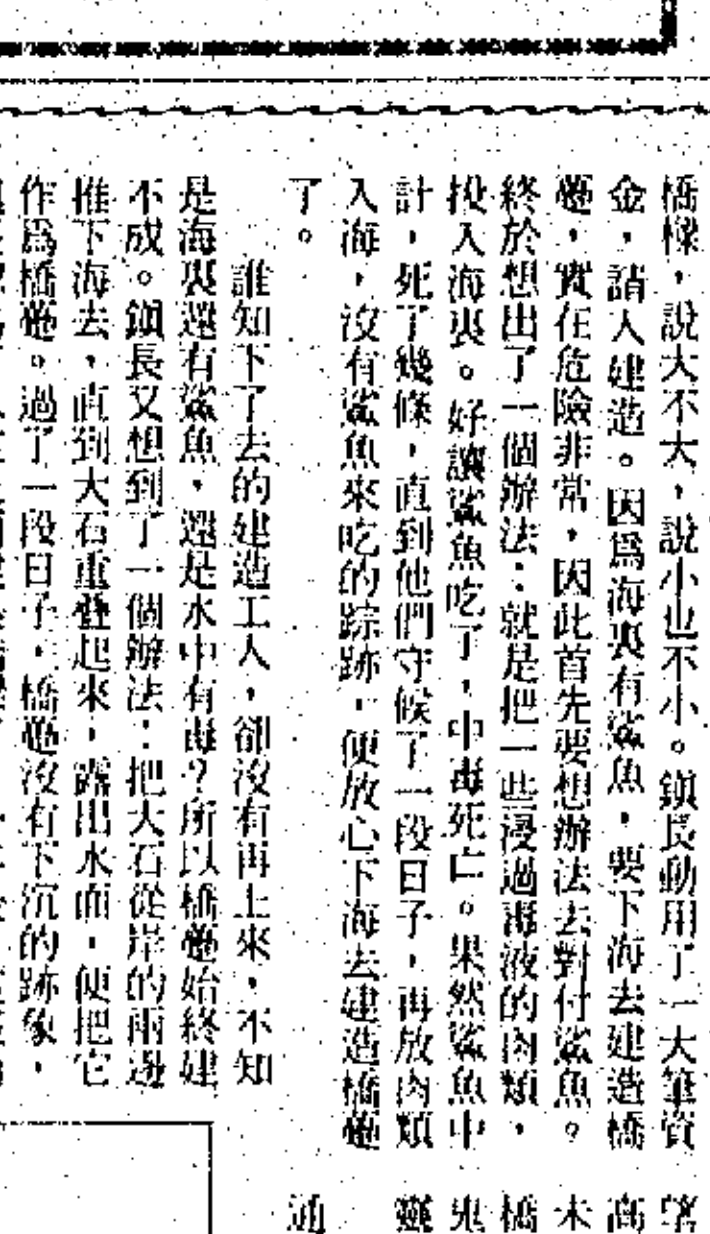 橋樑，說大不大，說小也不小。鎮長動用了一大筆資
金，請人建造。因爲海裏有鯊魚，要下海去建造橋
躉，實在危險非常，因此首先要想辦法去對付鯊魚。
終於想出了一個辦法：就是把一些浸過毒液的肉類，
投入海裏。好讓鯊魚吃了，中毒死亡。果然鯊魚中
計，死了幾條，直到他們守候了一段日子，再放肉類
入海，沒有鯊魚來吃的踪跡，便放心下海去建造橋躉
了。
誰知下了去的建造工人，卻沒有再上來，不知
是海裏還有鯊魚，還是水中有毒？所以橋躉始終建
不成。鎮長又想到了一個辦法：把大石從岸的兩邊
推下海去，直到大石重疊起來，露出水面，便把它
作爲橋躉。過了一段日子，橋躉沒有下沉的跡象，
高
未
橋
鬼
靈
通